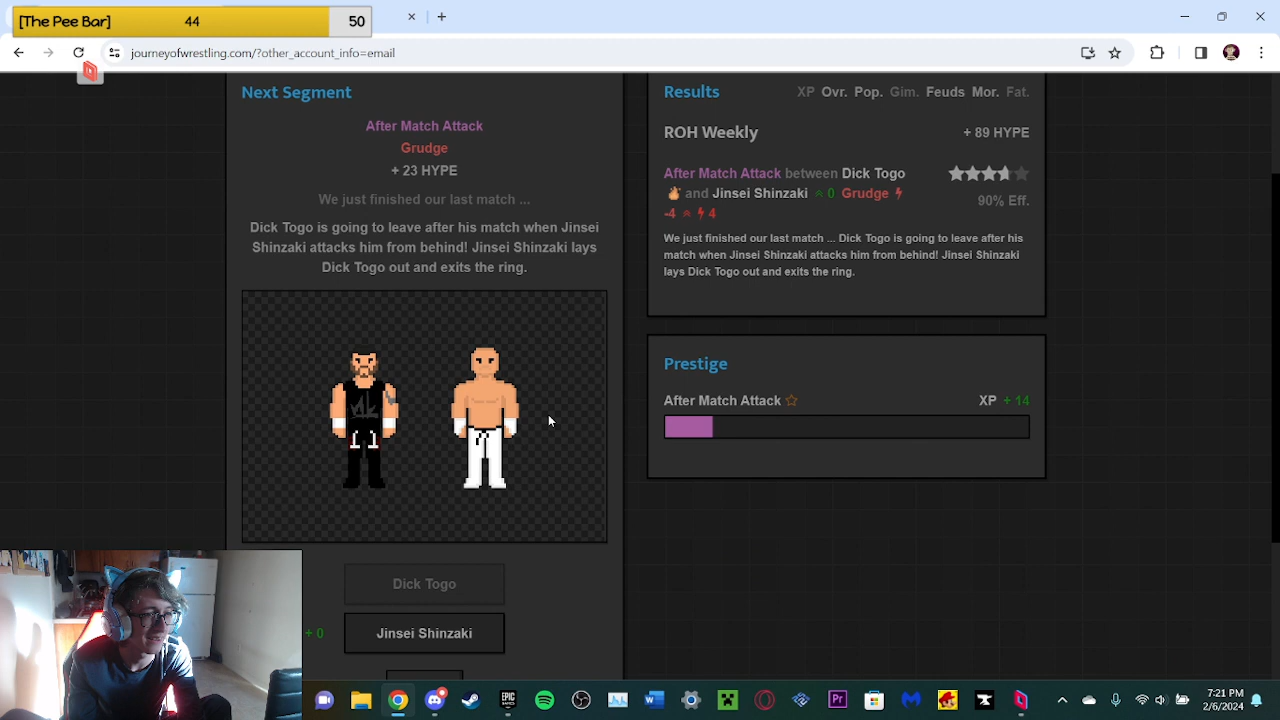 [The Pee Bar] 44 50
journeyofwrestling.com/?other_account_info=email
Next Segment
After Match Attack
Grudge
+ 23 HYPE
We just finished our last match ...
Dick Togo is going to leave after his match when Jinsei
Shinzaki attacks him from behind! Jinsei Shinzaki lays
Dick Togo out and exits the ring.
Dick Togo
+ 0 Jinsei Shinzaki
Results XP Ovr. Pop. Gim. Feuds Mor. Fat.
ROH Weekly + 89 HYPE
After Match Attack between Dick Togo
and Jinsei Shinzaki 0 Grudge
-4 4
90% Eff.
We just finished our last match ... Dick Togo is going to leave after his
match when Jinsei Shinzaki attacks him from behind! Jinsei Shinzaki
lays Dick Togo out and exits the ring.
Prestige
After Match Attack XP + 14
EPIC GAMES
W
Pr
7:21 PM
2/6/2024